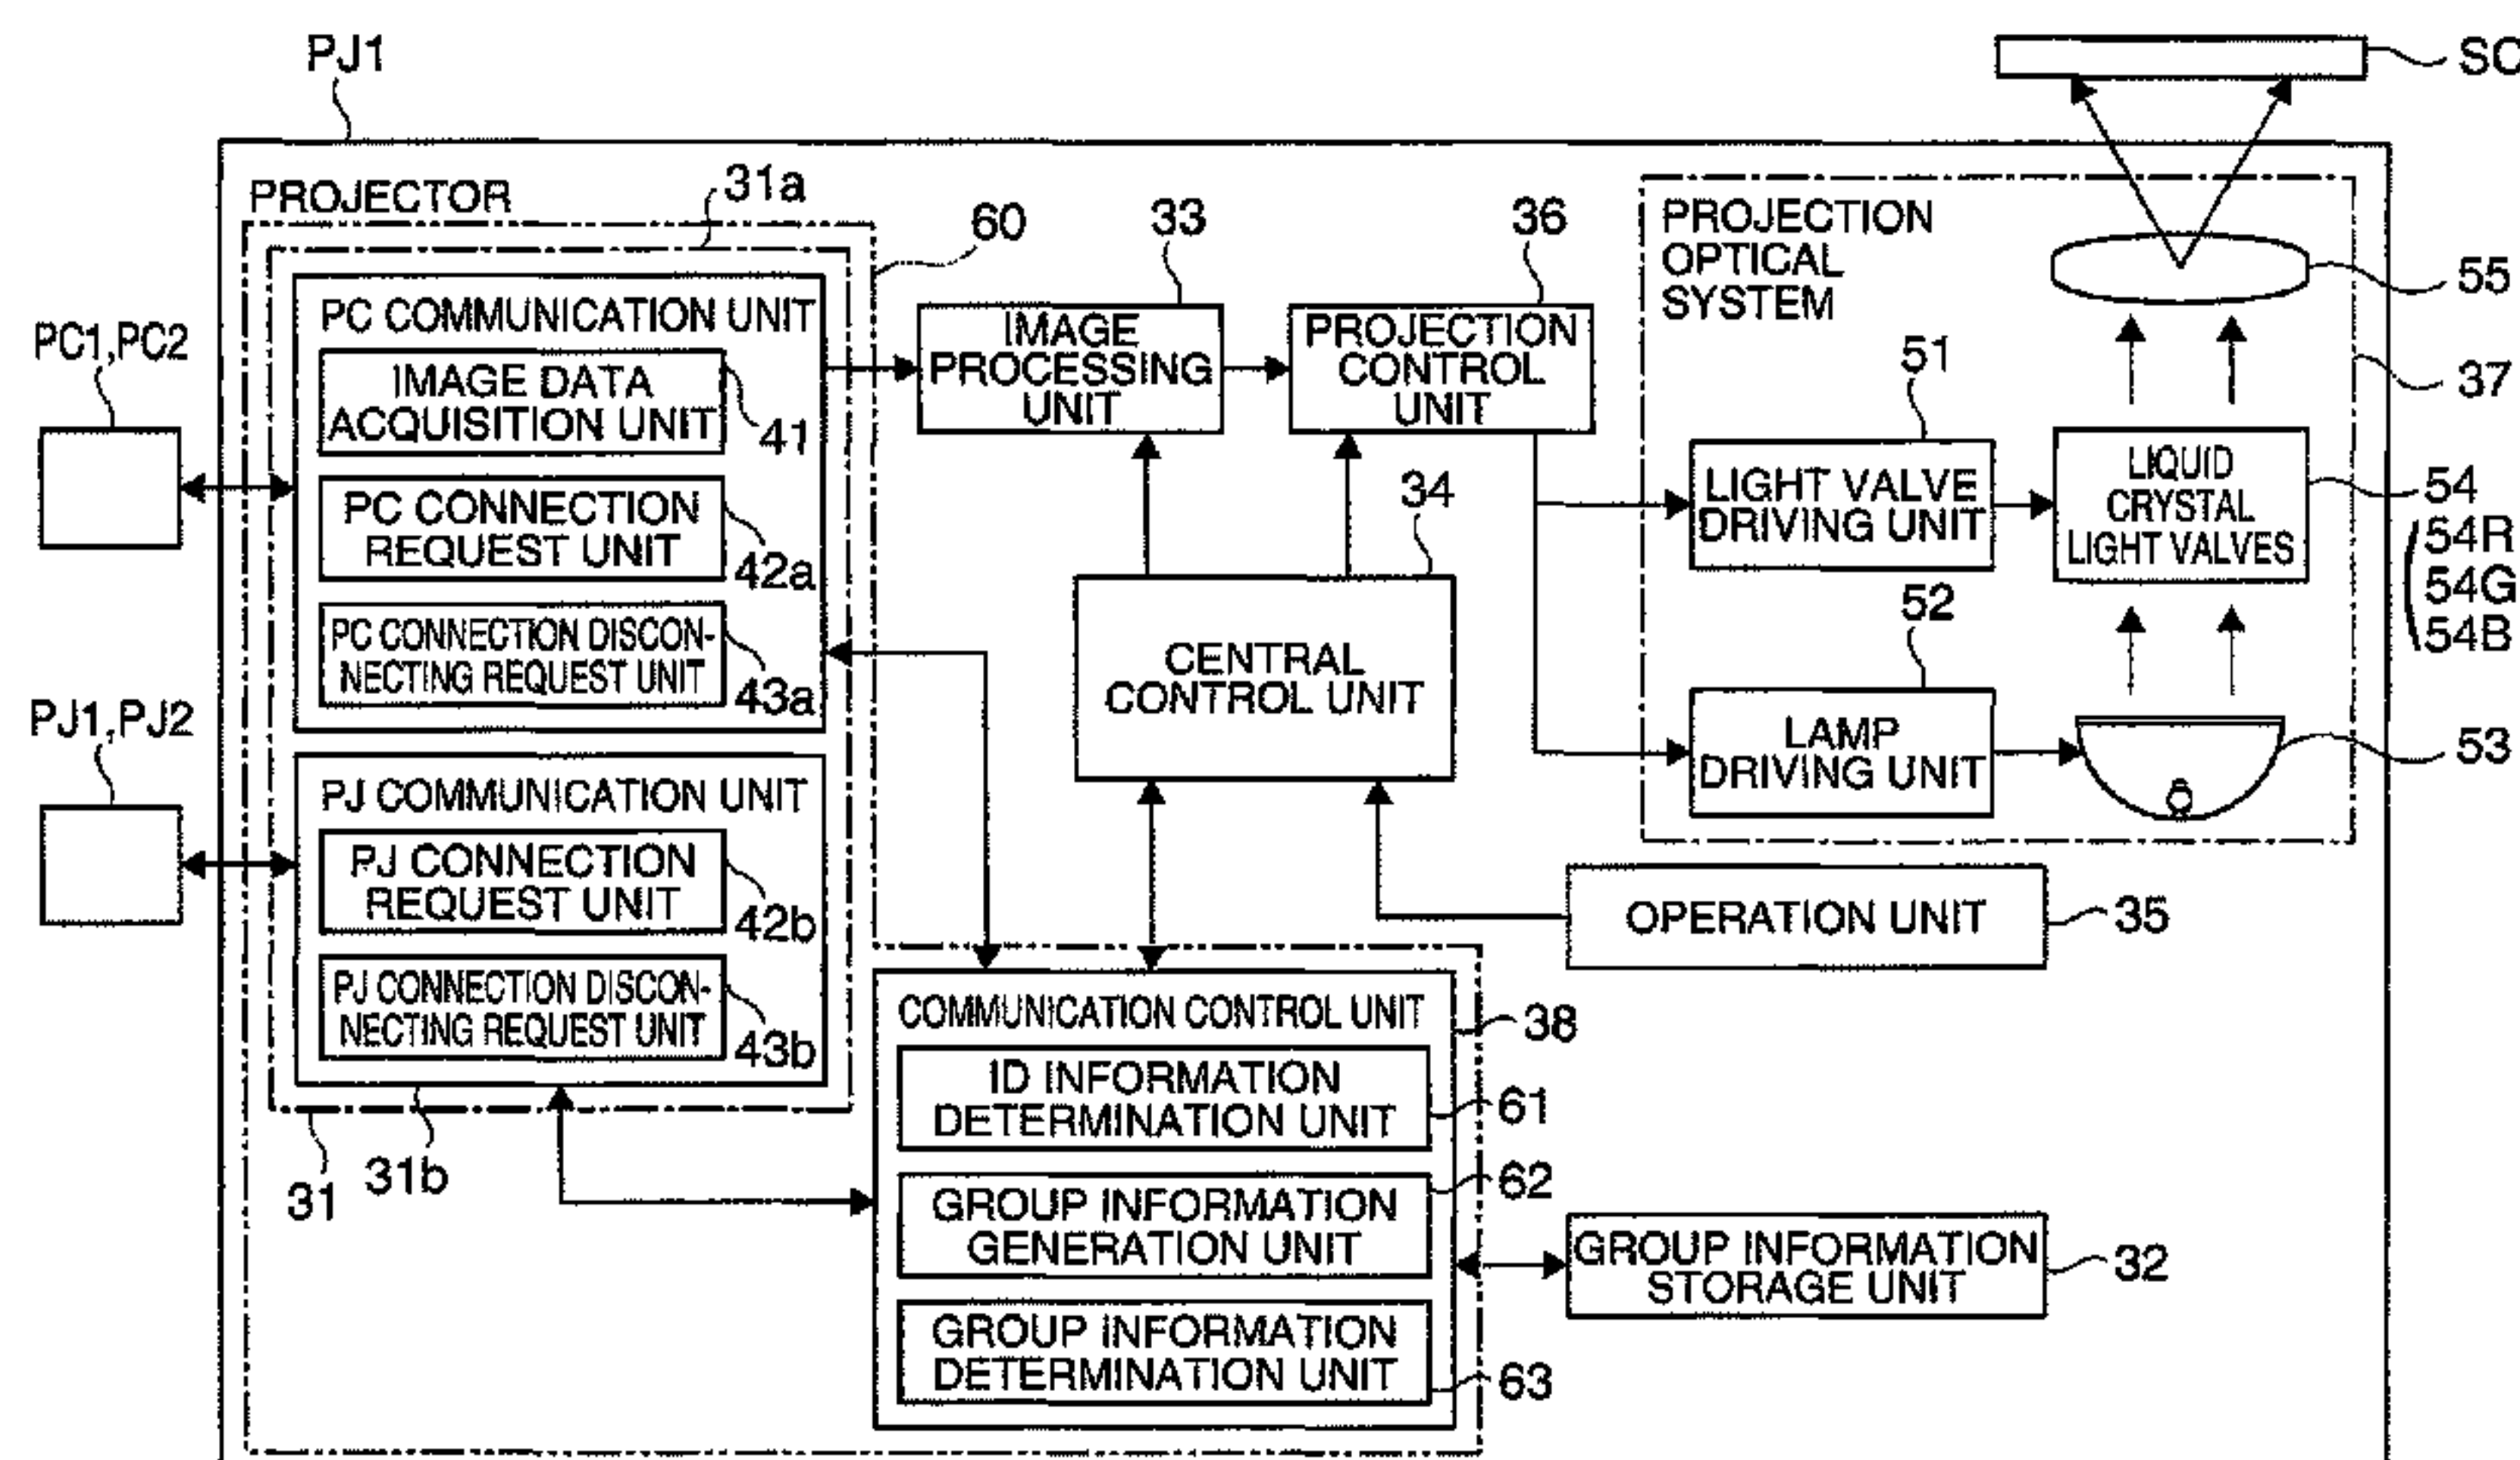 PJ1
SC
PROJECTOR
31a
60
33
36
PROJECTION
OPTICAL
SYSTEM
55
PC1,PC2
PC COMMUNICATION UNIT
IMAGE DATA
ACQUISITION UNIT
41
IMAGE
PROCESSING
UNIT
PROJECTION
CONTROL
UNIT
51
37
PC CONNECTION
REQUEST UNIT
42a
34
LIGHT VALVE
DRIVING UNIT
LIQUID
CRYSTAL
LIGHT VALVES
54
54R
54G
54B
PC CONNECTION DISCON-
NECTING REQUEST UNIT
43a
CENTRAL
CONTROL UNIT
52
LAMP
DRIVING UNIT
53
PJ1,PJ2
PJ COMMUNICATION UNIT
PJ CONNECTION
REQUEST UNIT
42b
OPERATION UNIT
35
PJ CONNECTION DISCON-
NECTING REQUEST UNIT
43b
31
31b
COMMUNICATION CONTROL UNIT
38
ID INFORMATION
DETERMINATION UNIT
61
GROUP INFORMATION
GENERATION UNIT
62
GROUP INFORMATION
DETERMINATION UNIT
63
GROUP INFORMATION
STORAGE UNIT
32